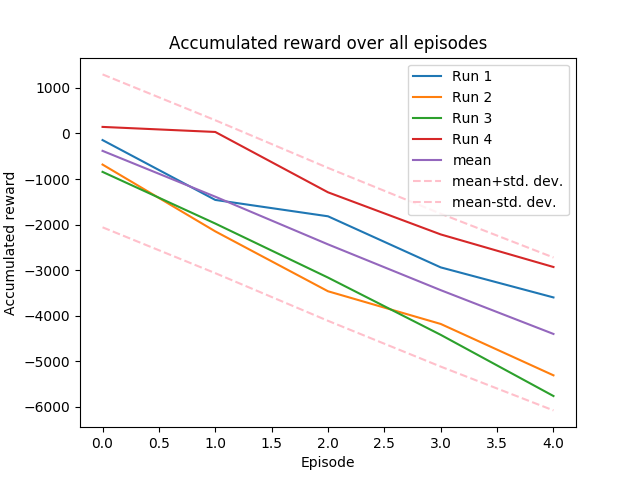 Accumulated reward over all episodes
Accumulated reward
1000
0
−1000
−2000
−3000
−4000
−5000
−6000
Run 1
Run 2
Run 3
Run 4
mean
mean+std. dev.
mean-std. dev.
0.0 0.5 1.0 1.5 2.0 2.5 3.0 3.5 4.0
Episode